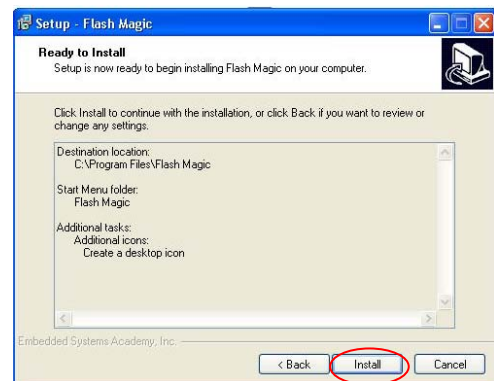 Setup - Flash Magic
Ready to Install
Setup is now ready to begin installing Flash Magic on your computer.
Click Install to continue with the installation, or click Back if you want to review or
change any settings.
Destination location:
C:\Program Files\Flash Magic
Start Menu folder:
Flash Magic
Additional tasks:
Additional icons:
Create a desktop icon
Embedded Systems Academy, Inc.
< Back Install Cancel